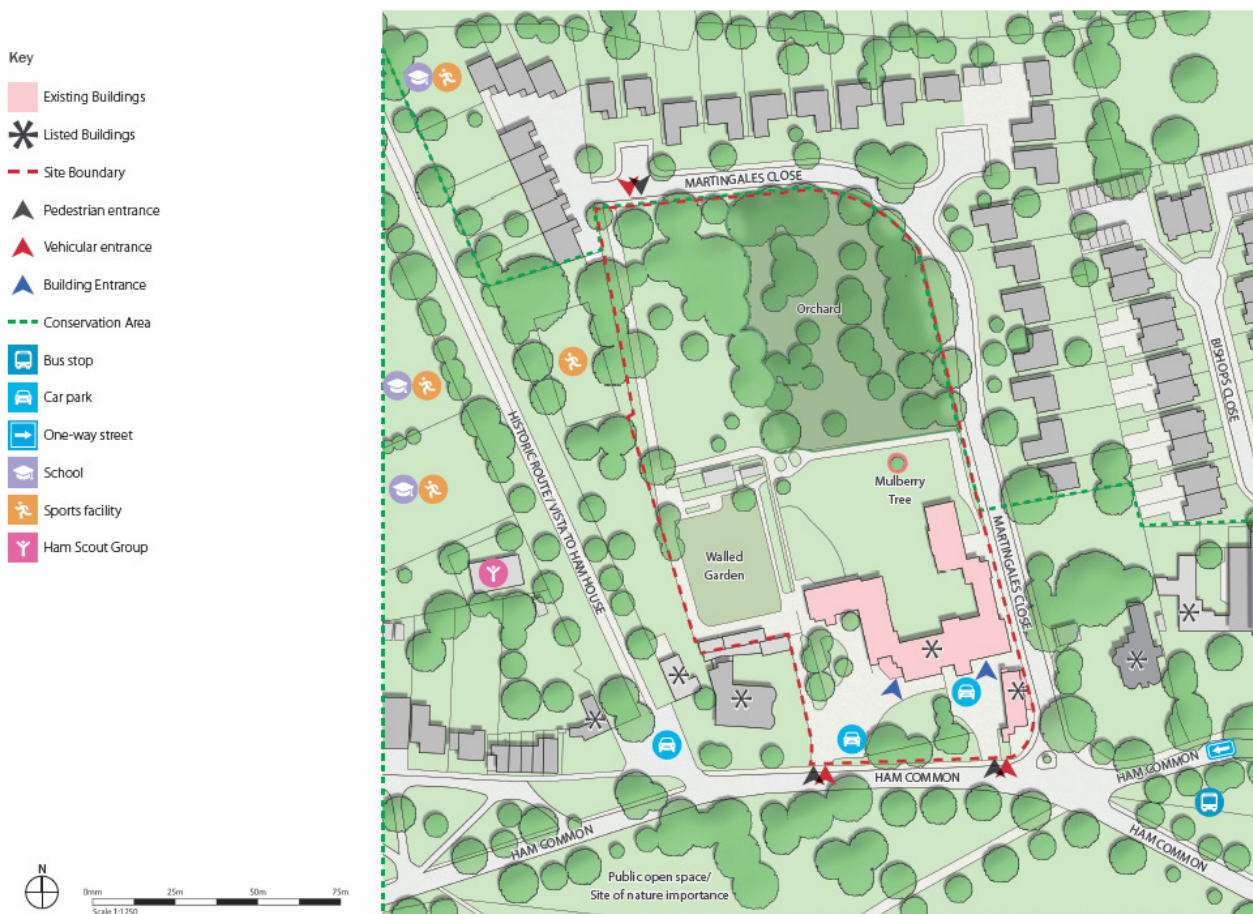 Key
Existing Buildings
Listed Buildings
Site Boundary
Pedestrian entrance
Vehicular entrance
Building Entrance
Conservation Area
Bus stop
Car park
One-way street
School
Sports facility
Ham Scout Group
N
0mm 25m 50m 75m
Scale 1:1250
MARTINGALES CLOSE
Orchard
BISHOPS CLOSE
HISTORIC ROUTE / VISTA TO HAM HOUSE
Mulberry
Tree
MARTINGALES CLOSE
Walled
Garden
HAM COMMON
HAM COMMON
HAM COMMON
HAM COMMON
Public open space/
Site of nature importance